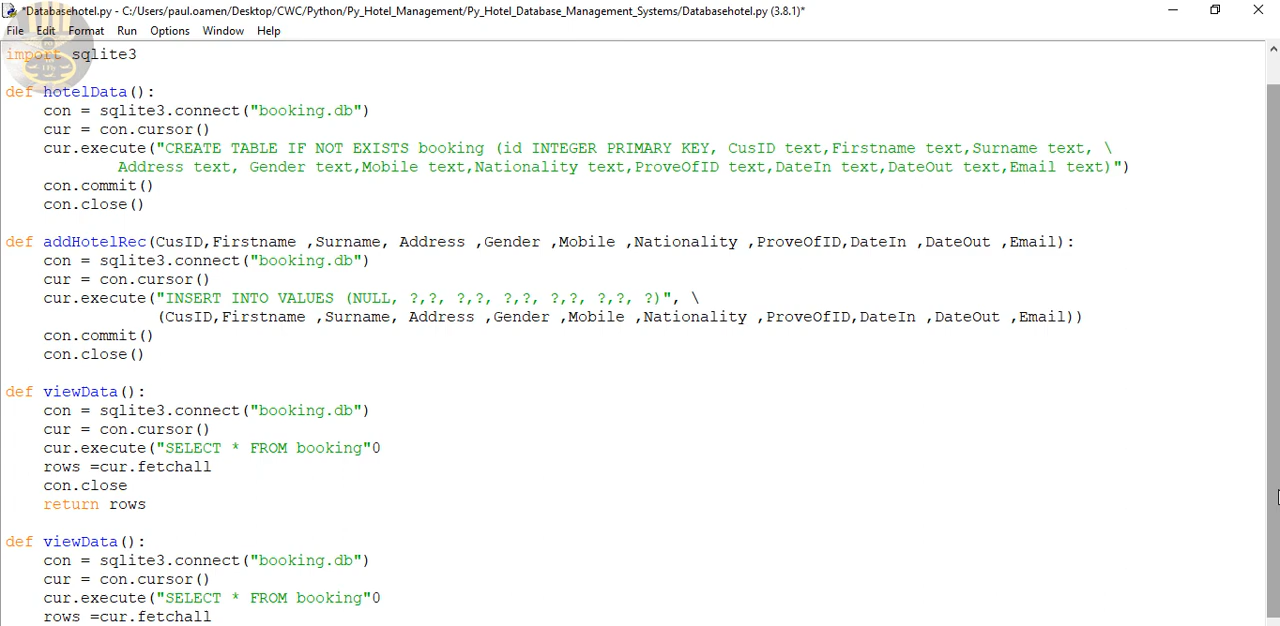 *Databasehotel.py - C:/Users/paul.oamen/Desktop/CWC/Python/Py_Hotel_Management/Py_Hotel_Database_Management_Systems/Databasehotel.py (3.8.1)*
File Edit Format Run Options Window Help
import sqlite3
def hotelData():
    con = sqlite3.connect("booking.db")
    cur = con.cursor()
    cur.execute("CREATE TABLE IF NOT EXISTS booking (id INTEGER PRIMARY KEY, CusID text,Firstname text,Surname text, \
            Address text, Gender text,Mobile text,Nationality text,ProveOfID text,DateIn text,DateOut text,Email text)")
    con.commit()
    con.close()
def addHotelRec(CusID,Firstname ,Surname, Address ,Gender ,Mobile ,Nationality ,ProveOfID,DateIn ,DateOut ,Email):
    con = sqlite3.connect("booking.db")
    cur = con.cursor()
    cur.execute("INSERT INTO VALUES (NULL, ?,?, ?,?, ?,?, ?,?, ?,?, ?)", \
                (CusID,Firstname ,Surname, Address ,Gender ,Mobile ,Nationality ,ProveOfID,DateIn ,DateOut ,Email))
    con.commit()
    con.close()
def viewData():
    con = sqlite3.connect("booking.db")
    cur = con.cursor()
    cur.execute("SELECT * FROM booking"0
    rows =cur.fetchall
    con.close
    return rows
def viewData():
    con = sqlite3.connect("booking.db")
    cur = con.cursor()
    cur.execute("SELECT * FROM booking"0
    rows =cur.fetchall